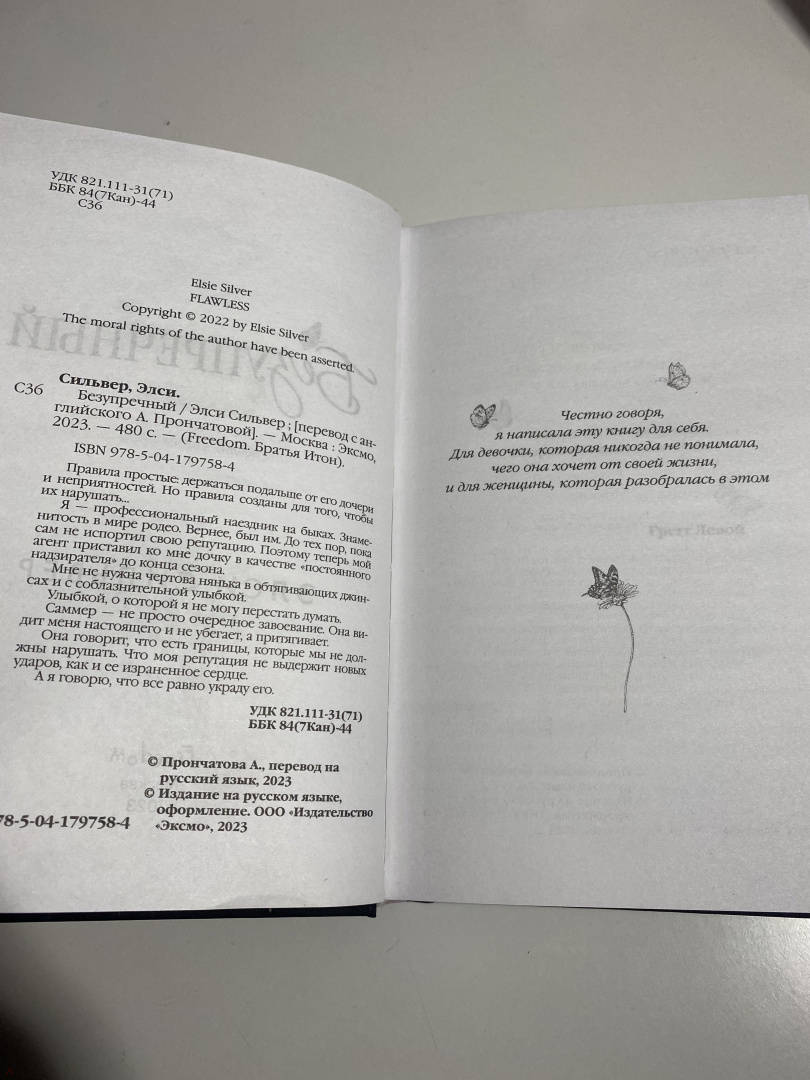 УДК 821.111-31(71)
ББК 84(7Кан)-44
С36
Elsie Silver
FLAWLESS
Copyright © 2022 by Elsie Silver
The moral rights of the author have been asserted.
Сильвер, Элси.
С36 Безупречный / Элси Сильвер ; [перевод с ан-
глийского А. Прончатовой]. — Москва : Эксмо,
2023. — 480 с. — (Freedom. Братья Итон).
ISBN 978-5-04-179758-4
Правила простые: держаться подальше от его дочери
и неприятностей. Но правила созданы для того, чтобы
их нарушать...
Я — профессиональный наездник на быках. Знаме-
нитость в мире родео. Вернее, был им. До тех пор, пока
сам не испортил свою репутацию. Поэтому теперь мой
агент приставил ко мне дочку в качестве «постоянного
надзирателя» до конца сезона.
Мне не нужна чертова нянька в обтягивающих джин-
сах и с соблазнительной улыбкой.
Улыбкой, о которой я не могу перестать думать.
Саммер — не просто очередное завоевание. Она ви-
дит меня настоящего и не убегает, а притягивает.
Она говорит, что есть границы, которые мы не дол-
жны нарушать. Что моя репутация не выдержит новых
ударов, как и ее израненное сердце.
А я говорю, что все равно украду его.
УДК 821.111-31(71)
ББК 84(7Кан)-44
© Прончатова А., перевод на
русский язык, 2023
© Издание на русском языке,
оформление. ООО «Издательство
«Эксмо», 2023
78-5-04-179758-4
Честно говоря,
я написала эту книгу для себя.
Для девочки, которая никогда не понимала,
чего она хочет от своей жизни,
и для женщины, которая разобралась в этом